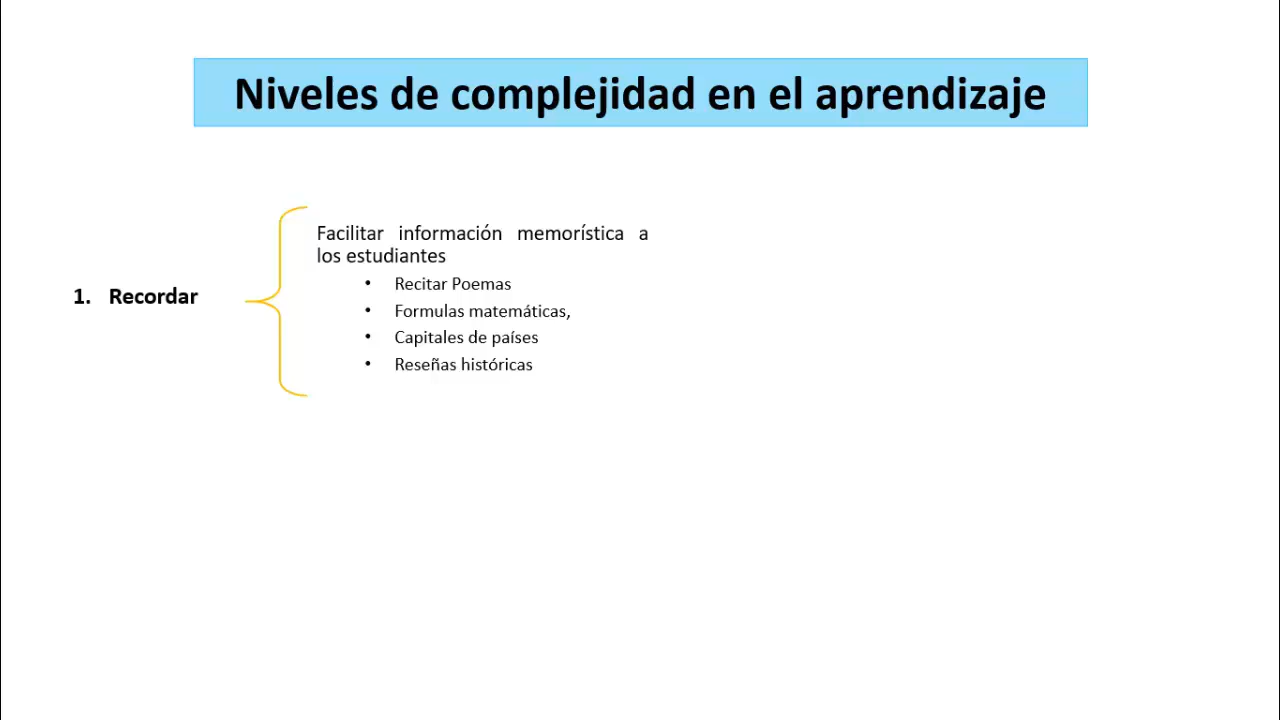 Niveles de complejidad en el aprendizaje
1. Recordar
Facilitar información memorística a
los estudiantes
• Recitar Poemas
• Formulas matemáticas,
• Capitales de países
• Reseñas históricas